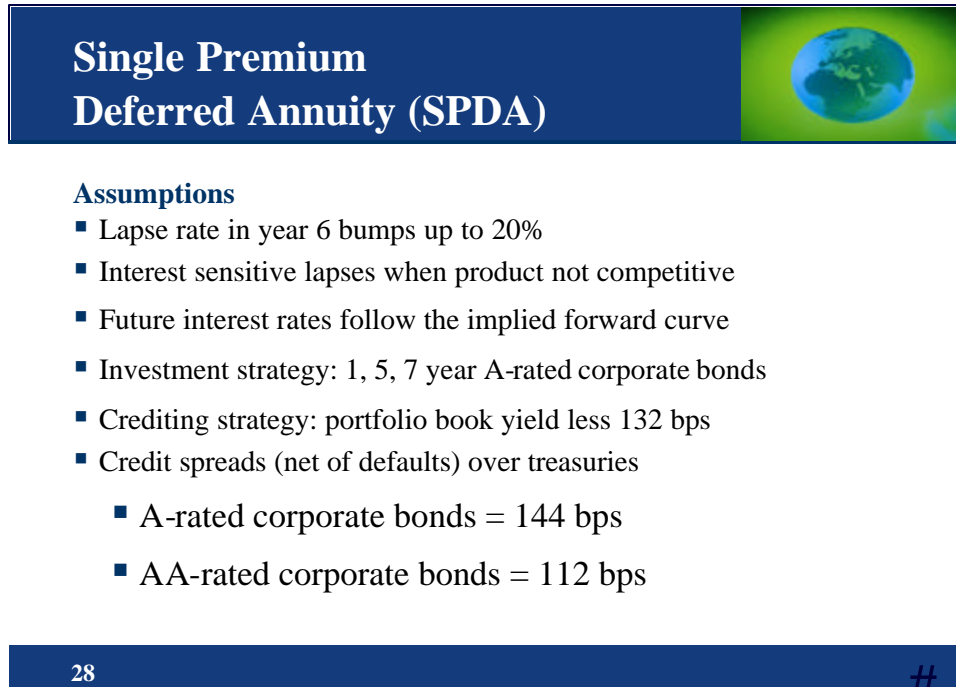 Single Premium
Deferred Annuity (SPDA)
Assumptions
▪ Lapse rate in year 6 bumps up to 20%
▪ Interest sensitive lapses when product not competitive
▪ Future interest rates follow the implied forward curve
▪ Investment strategy: 1, 5, 7 year A-rated corporate bonds
▪ Crediting strategy: portfolio book yield less 132 bps
▪ Credit spreads (net of defaults) over treasuries
▪ A-rated corporate bonds = 144 bps
▪ AA-rated corporate bonds = 112 bps
28
#